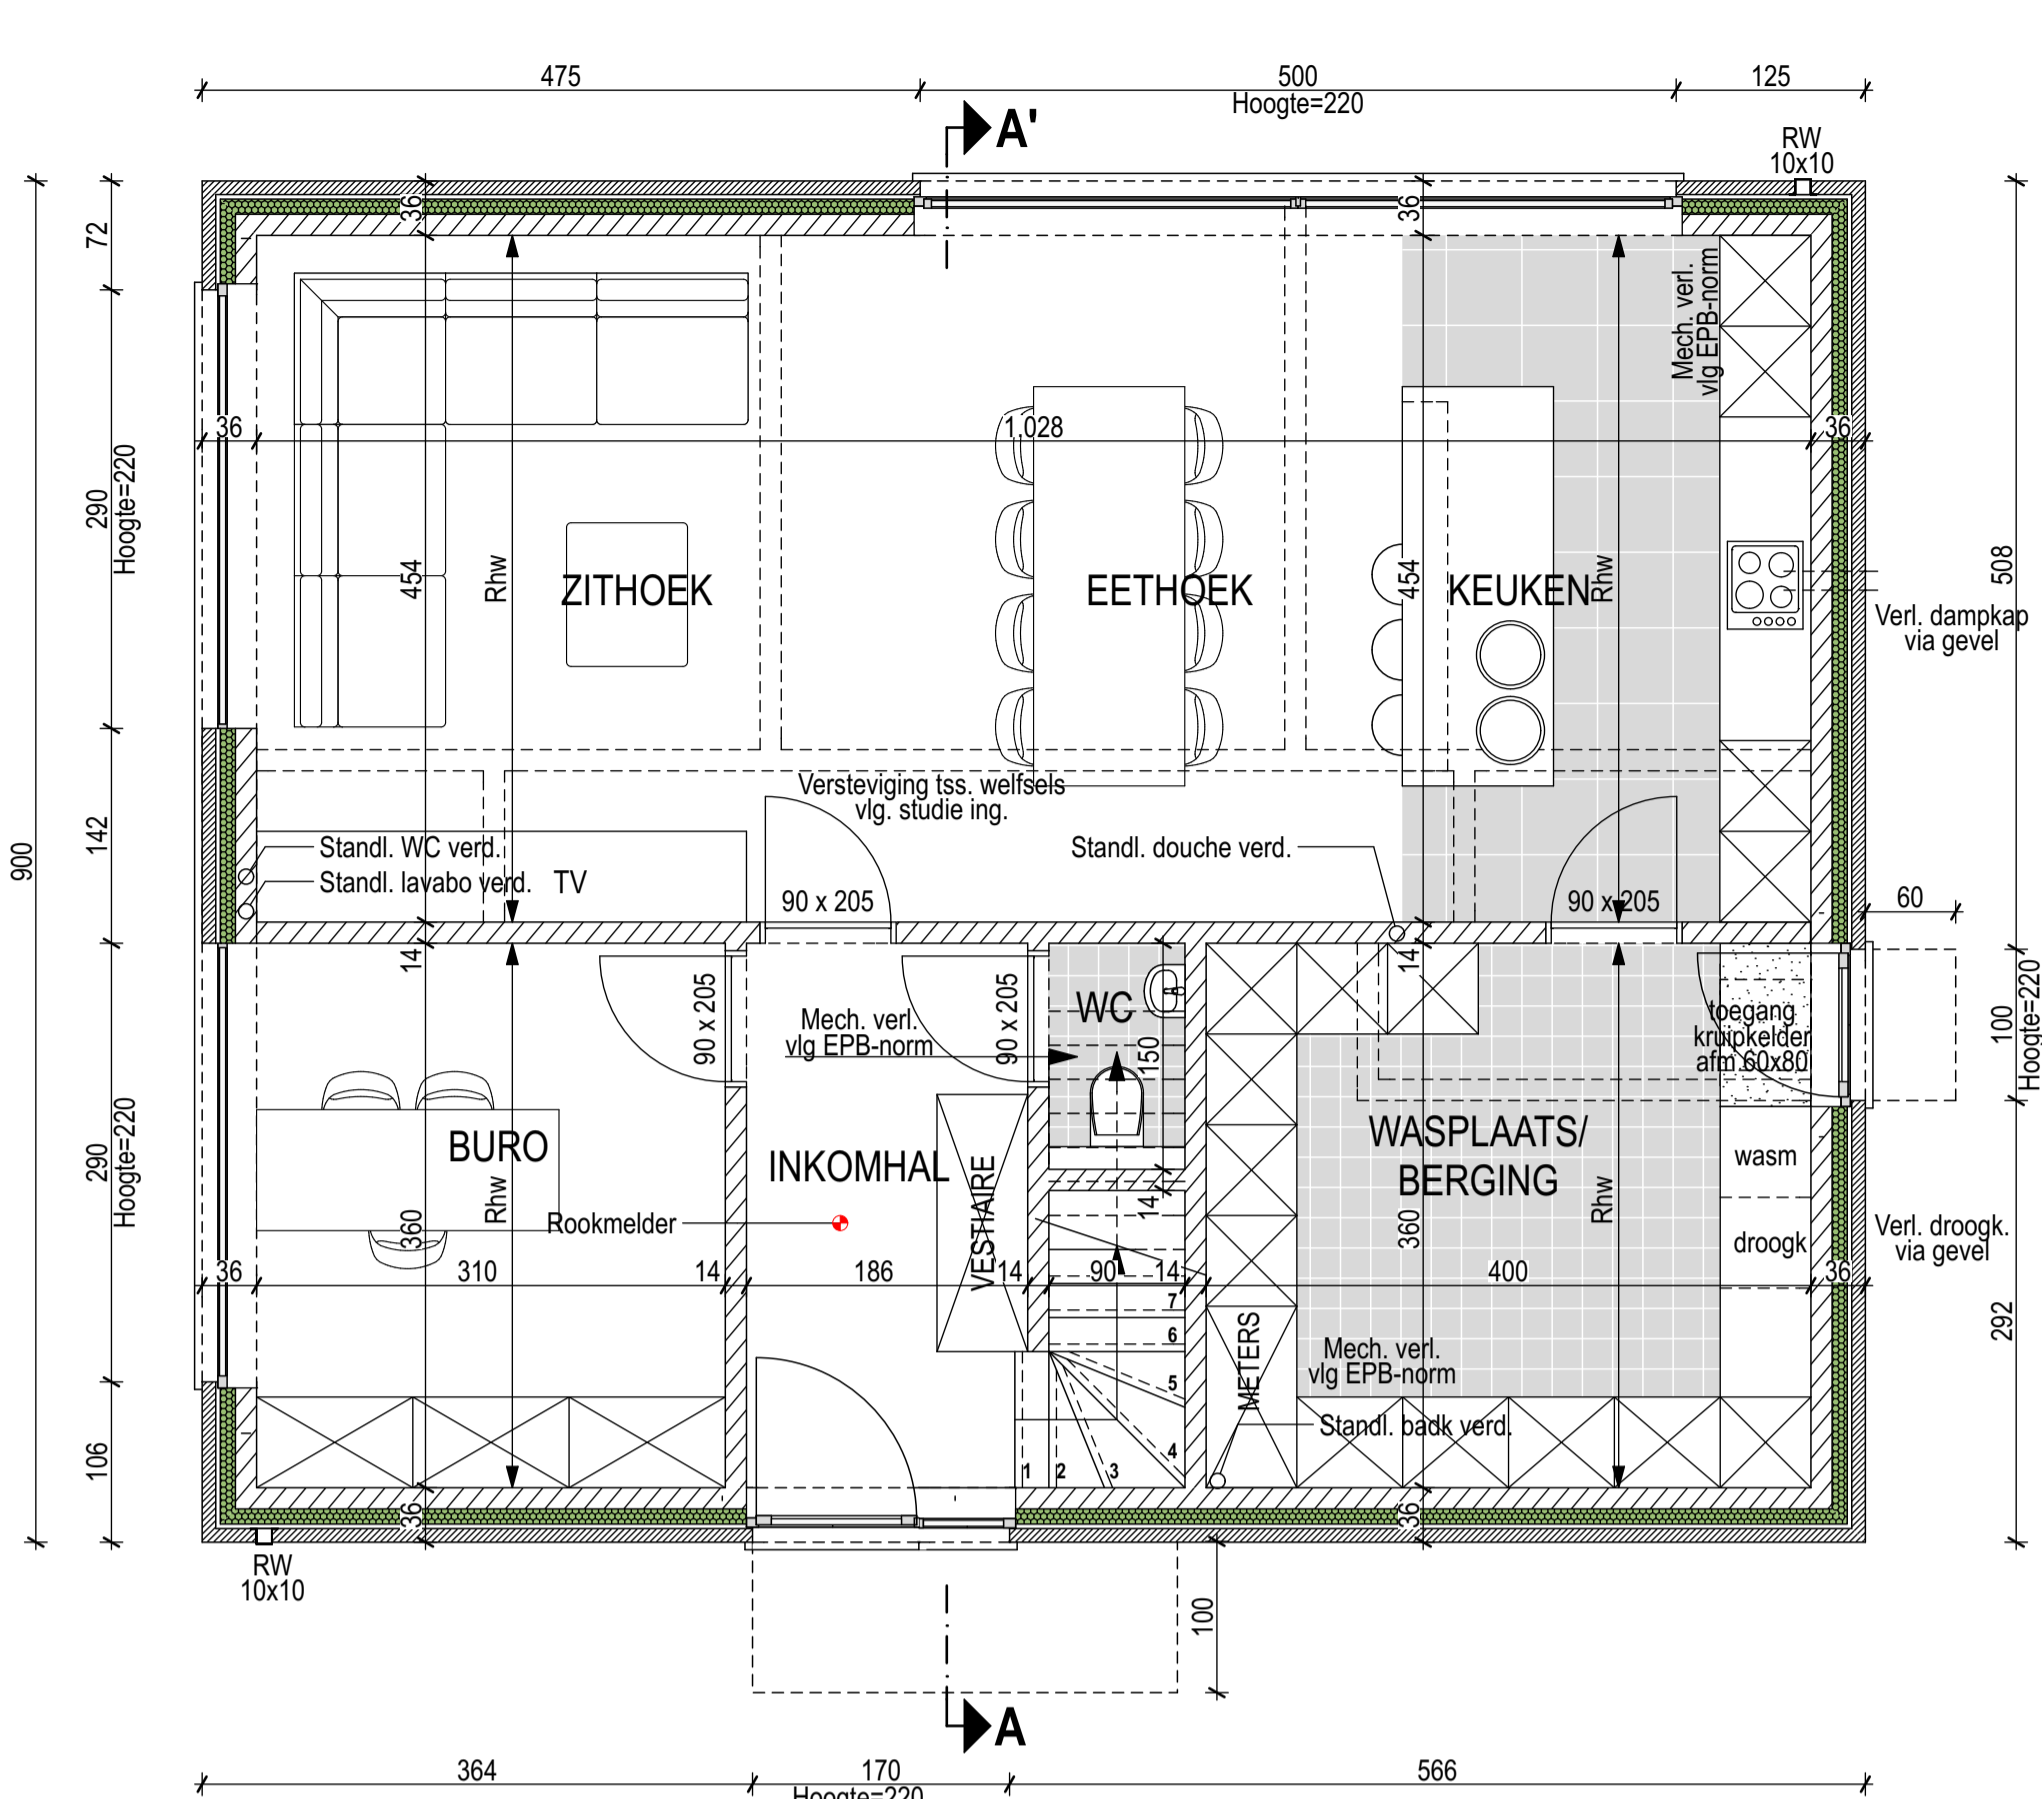 475
500
125
Hoogte=220
A'
RW
10x10
36
36
72
Mech. verl.
vlg EPB-norm
36
1.028
36
290
Hoogte=220
454
Rhw
ZITHOEK
EETHOEK
454
KEUKEN
Rhw
508
Verl. dampkap
via gevel
Versteviging tss. welfsels
vlg. studie ing.
142
900
Standl. WC verd.
Standl. lavabo verd.
TV
Standl. douche verd.
90 x 205
90 x 205
60
14
14
90 x 205
90 x 205
Mech. verl.
vlg EPB-norm
WC
150
toegang
kruipkelder
afm 60x80
100
Hoogte=220
BURO
INKOMHAL
WASPLAATS/
BERGING
wasm
290
Hoogte=220
Rhw
360
Rookmelder
VESTIAIRE
14
360
Rhw
droogk
Verl. droogk.
via gevel
36
310
14
186
14
90
14
400
36
7
6
5
4
3
2
1
METERS
Mech. verl.
vlg EPB-norm
292
Standl. badk verd.
106
36
36
RW
10x10
100
A
364
170
566
Hoogte=220